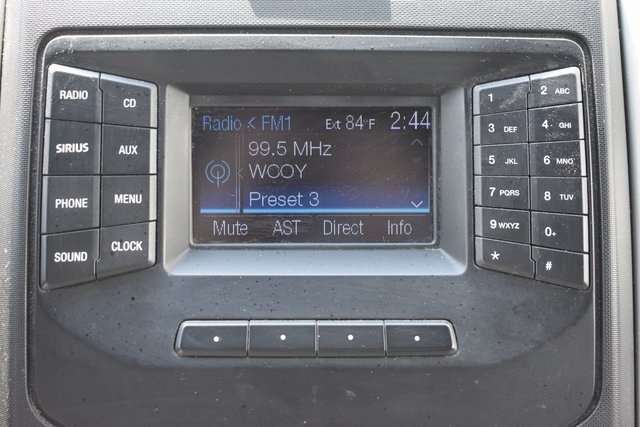 RADIO
CD
SIRIUS
AUX
PHONE
MENU
SOUND
CLOCK
Radio < FM1 Ext 84°F 2:44
99.5 MHz
WCOY
Preset 3
Mute AST Direct Info
1
2 ABC
3 DEF
4 GHI
5 JKL
6 MNO
7 PQRS
8 TUV
9 WXYZ
0+
*
#